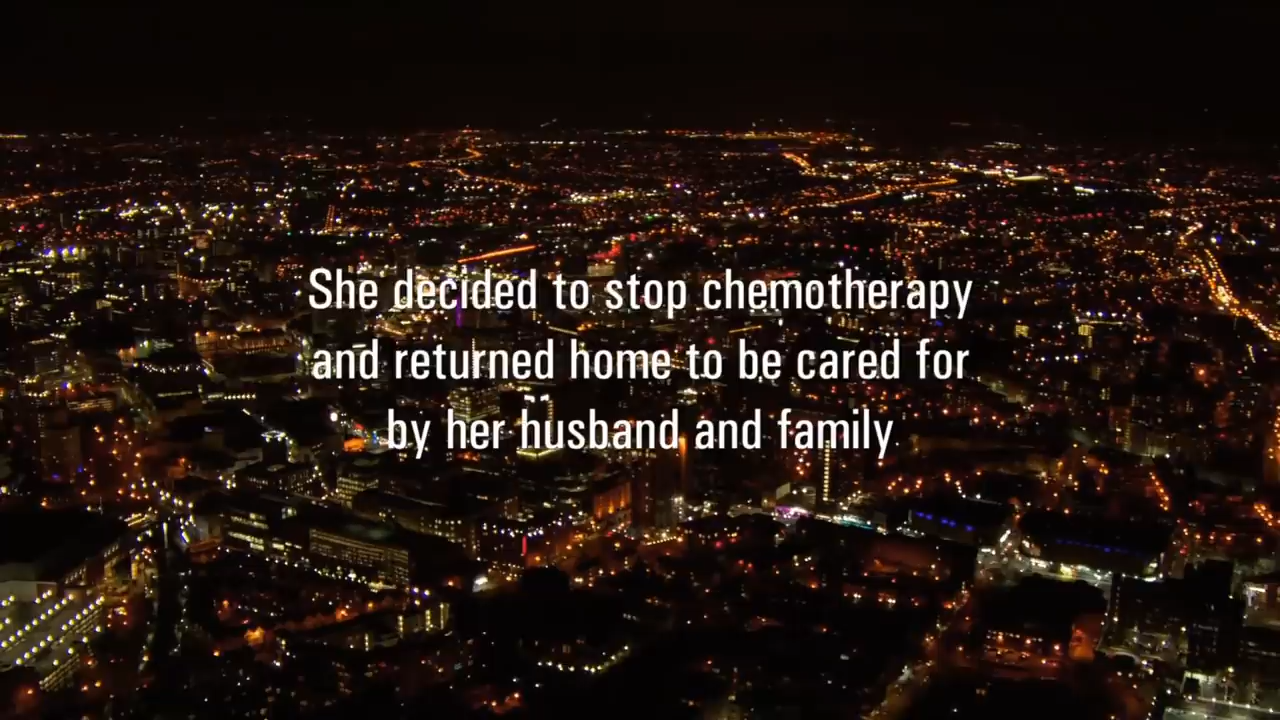 She decided to stop chemotherapy
and returned home to be cared for
by her husband and family